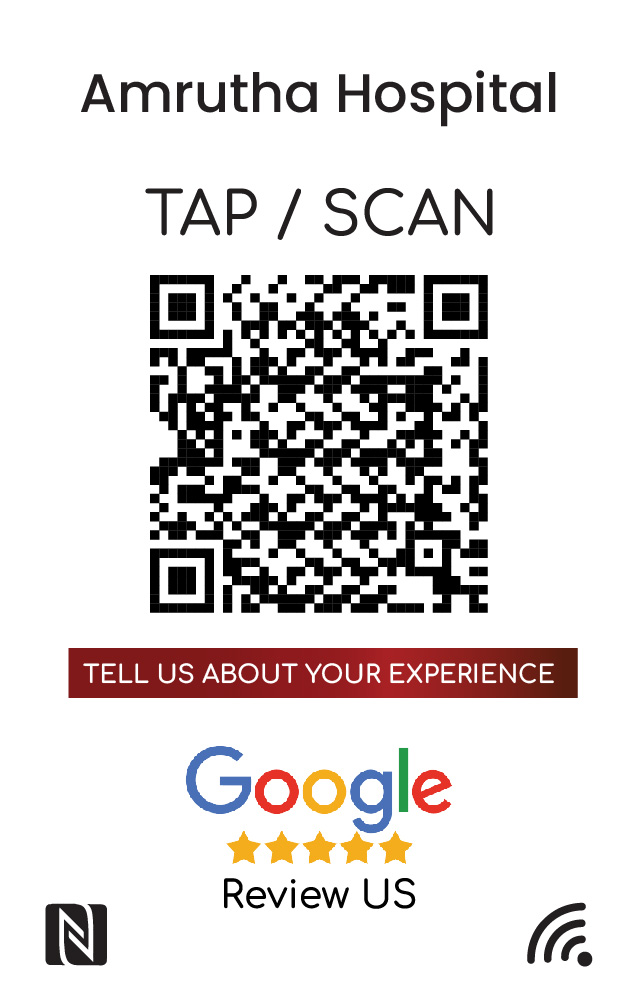 Amrutha Hospital
TAP / SCAN
TELL US ABOUT YOUR EXPERIENCE
Google
Review US